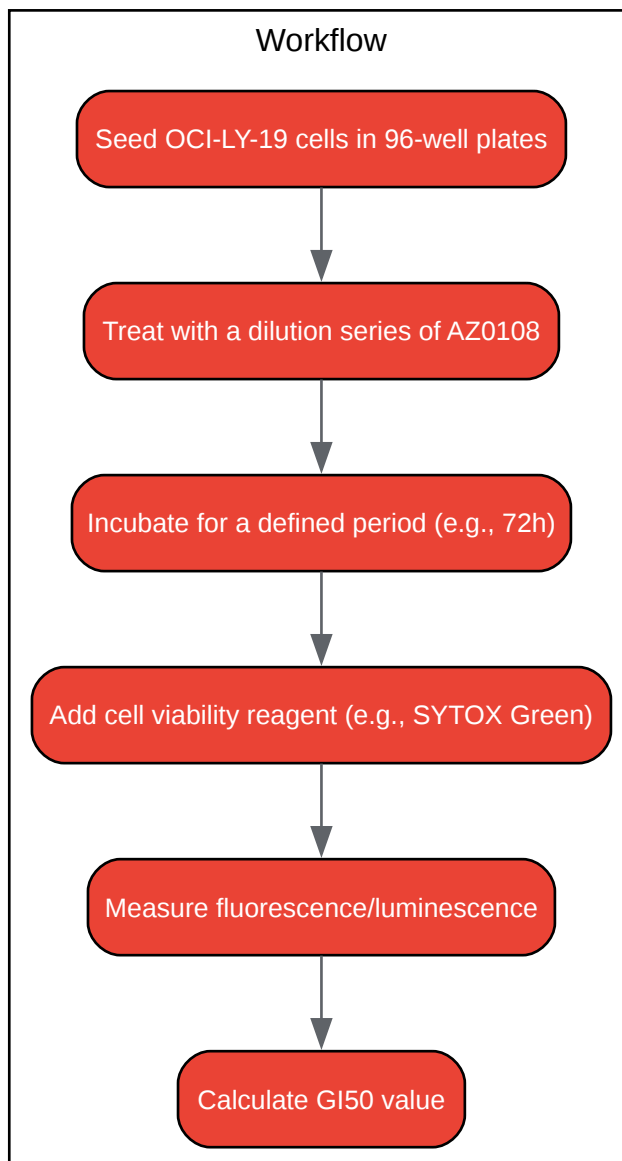 Workflow
Seed OCI-LY-19 cells in 96-well plates
Treat with a dilution series of AZ0108
Incubate for a defined period (e.g., 72h)
Add cell viability reagent (e.g., SYTOX Green)
Measure fluorescence/luminescence
Calculate GI50 value